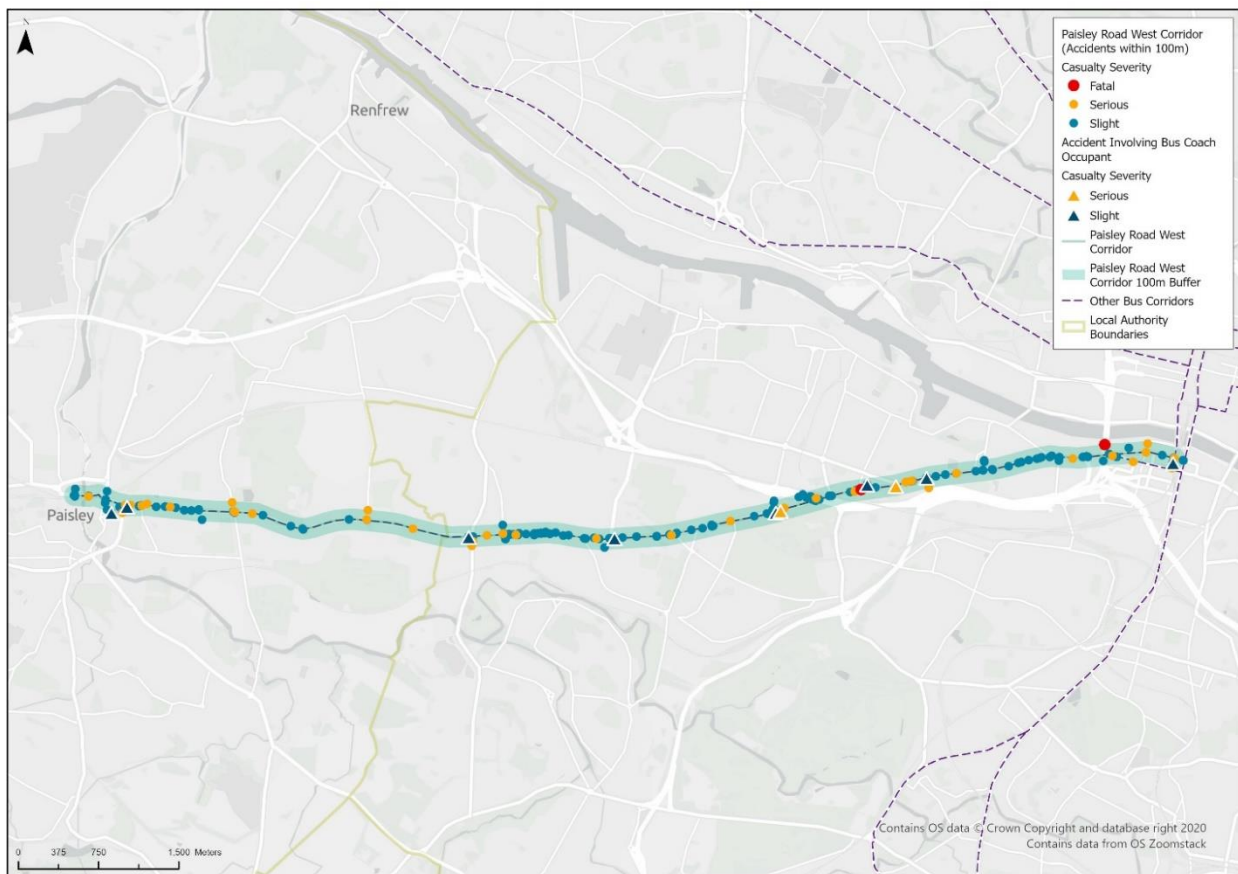 N
Renfrew
Paisley
Paisley Road West Corridor
(Accidents within 100m)
Casualty Severity
Fatal
Serious
Slight
Accident Involving Bus Coach
Occupant
Casualty Severity
Serious
Slight
Paisley Road West
Corridor
Paisley Road West
Corridor 100m Buffer
Other Bus Corridors
Local Authority
Boundaries
0 375 750 1,500 Meters
Contains OS data © Crown Copyright and database right 2020
Contains data from OS Zoomstack